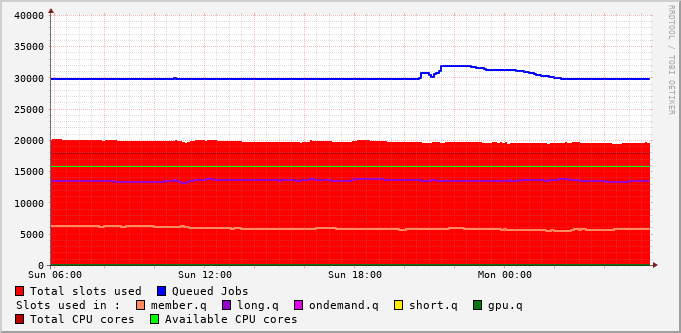 RRDTOOL / TOBI OETIKER
40000
35000
30000
25000
20000
15000
10000
5000
0
Sun 06:00 Sun 12:00 Sun 18:00 Mon 00:00
Total slots used Queued Jobs
Slots used in : member.q long.q ondemand.q short.q gpu.q
Total CPU cores Available CPU cores